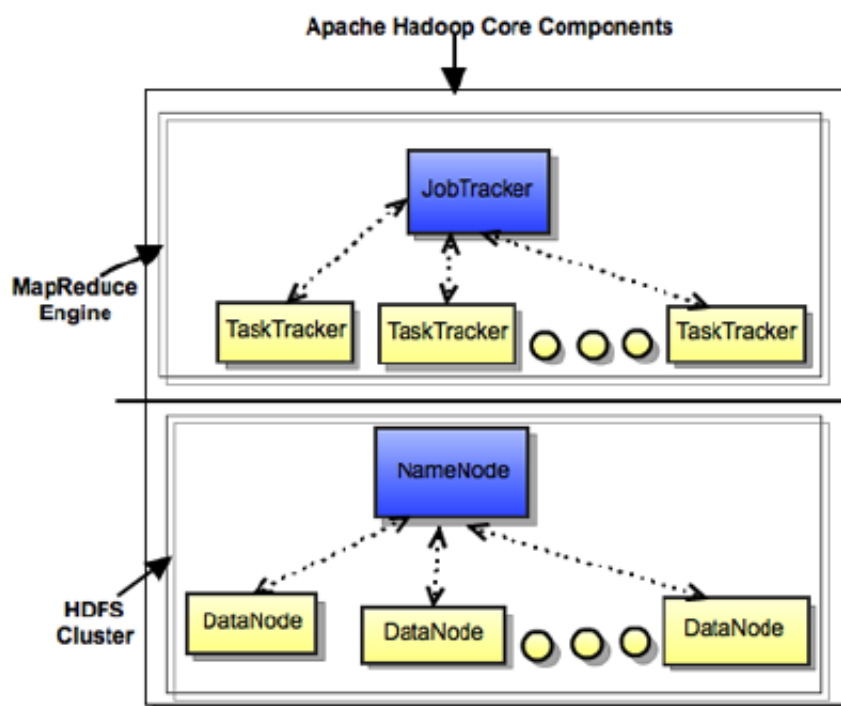 Apache Hadoop Core Components
JobTracker
MapReduce
Engine
TaskTracker
TaskTracker
TaskTracker
NameNode
HDFS
Cluster
DataNode
DataNode
DataNode